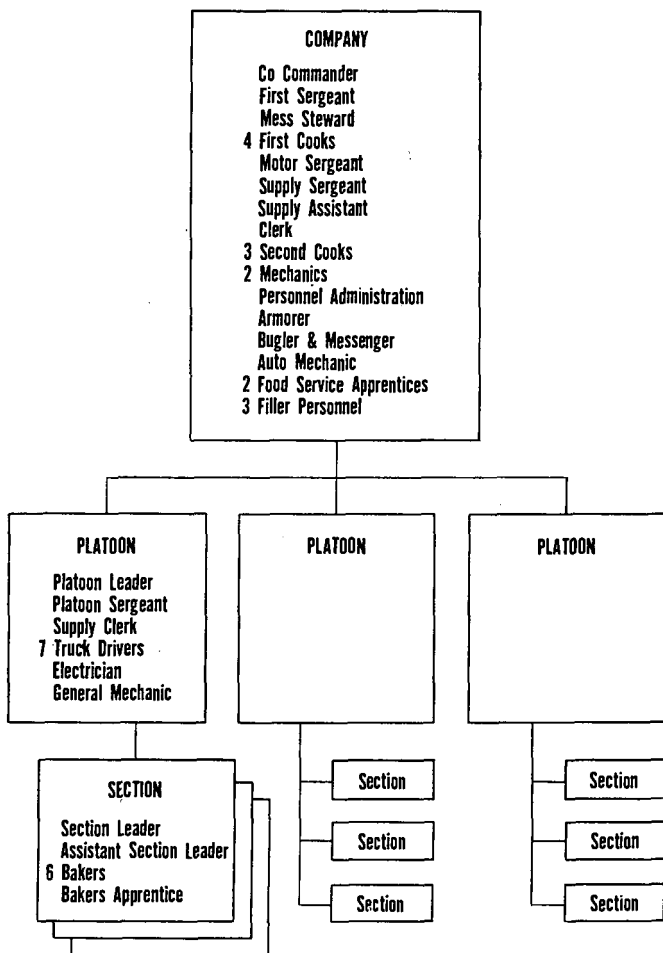 COMPANY
Co Commander
First Sergeant
Mess Steward
4 First Cooks
Motor Sergeant
Supply Sergeant
Supply Assistant
Clerk
3 Second Cooks
2 Mechanics
Personnel Administration
Armorer
Bugler & Messenger
Auto Mechanic
2 Food Service Apprentices
3 Filler Personnel
PLATOON
Platoon Leader
Platoon Sergeant
Supply Clerk
7 Truck Drivers
Electrician
General Mechanic
PLATOON
PLATOON
SECTION
Section Leader
Assistant Section Leader
6 Bakers
Bakers Apprentice
Section
Section
Section
Section
Section
Section